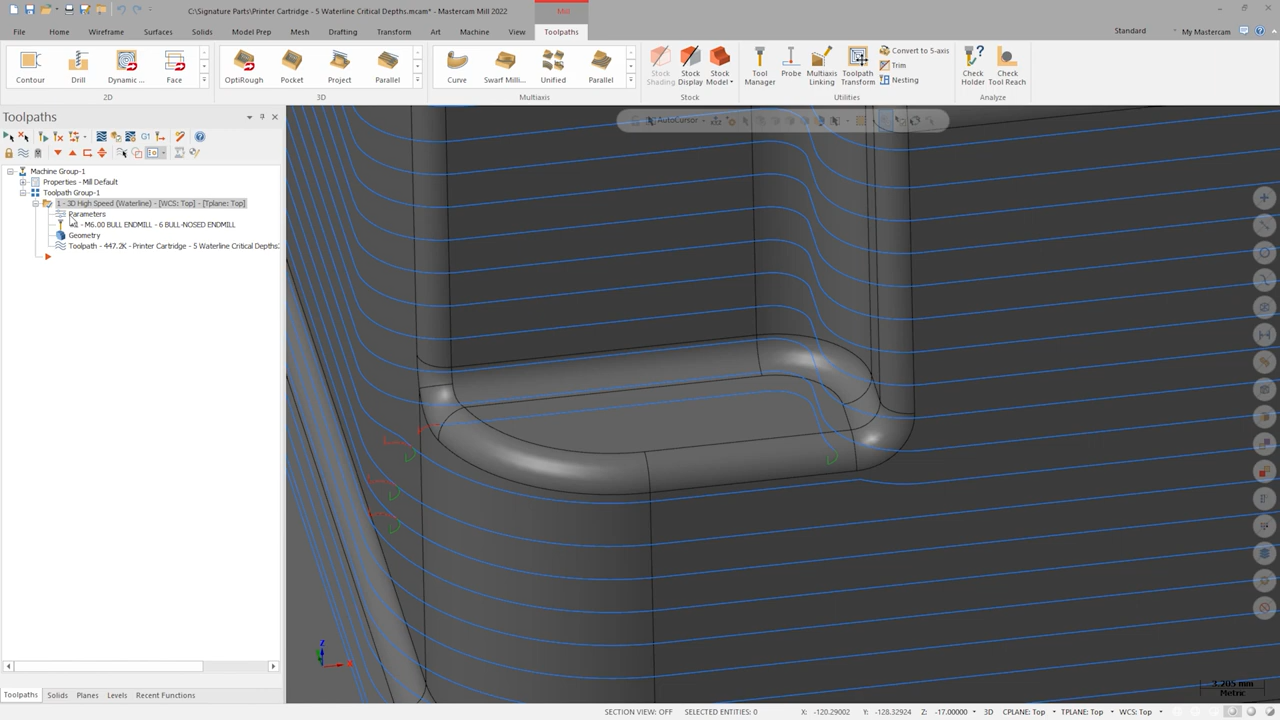 C:\Signature Parts\Printer Cartridge - 5 Waterline Critical Depths.mcam* - Mastercam Mill 2022
Mill
File Home Wireframe Surfaces Solids Model Prep Mesh Drafting Transform Art Machine View Toolpaths
Standard My Mastercam
Contour Drill Dynamic ... Face OptiRough Pocket Project Parallel Curve Swarf Milli... Unified Parallel
Stock Shading Stock Display Stock Model Tool Manager Probe Multiaxis Linking Toolpath Transform
Convert to 5-axis
Trim
Nesting
Check Holder Check Tool Reach
2D 3D Multiaxis Stock Utilities Analyze
Toolpaths
AutoCursor
G1
Machine Group-1
Properties - Mill Default
Toolpath Group-1
1 - 3D High Speed (Waterline) - [WCS: Top] - [Tplane: Top]
Parameters
- M6.00 BULL ENDMILL - 6 BULL-NOSED ENDMILL
Geometry
Toolpath - 447.2K - Printer Cartridge - 5 Waterline Critical Depths
Z
X
3.205 mm
Metric
Toolpaths Solids Planes Levels Recent Functions
SECTION VIEW: OFF SELECTED ENTITIES: 0 X: -120.29002 Y: -128.32924 Z: -17.00000 3D CPLANE: Top TPLANE: Top WCS: Top